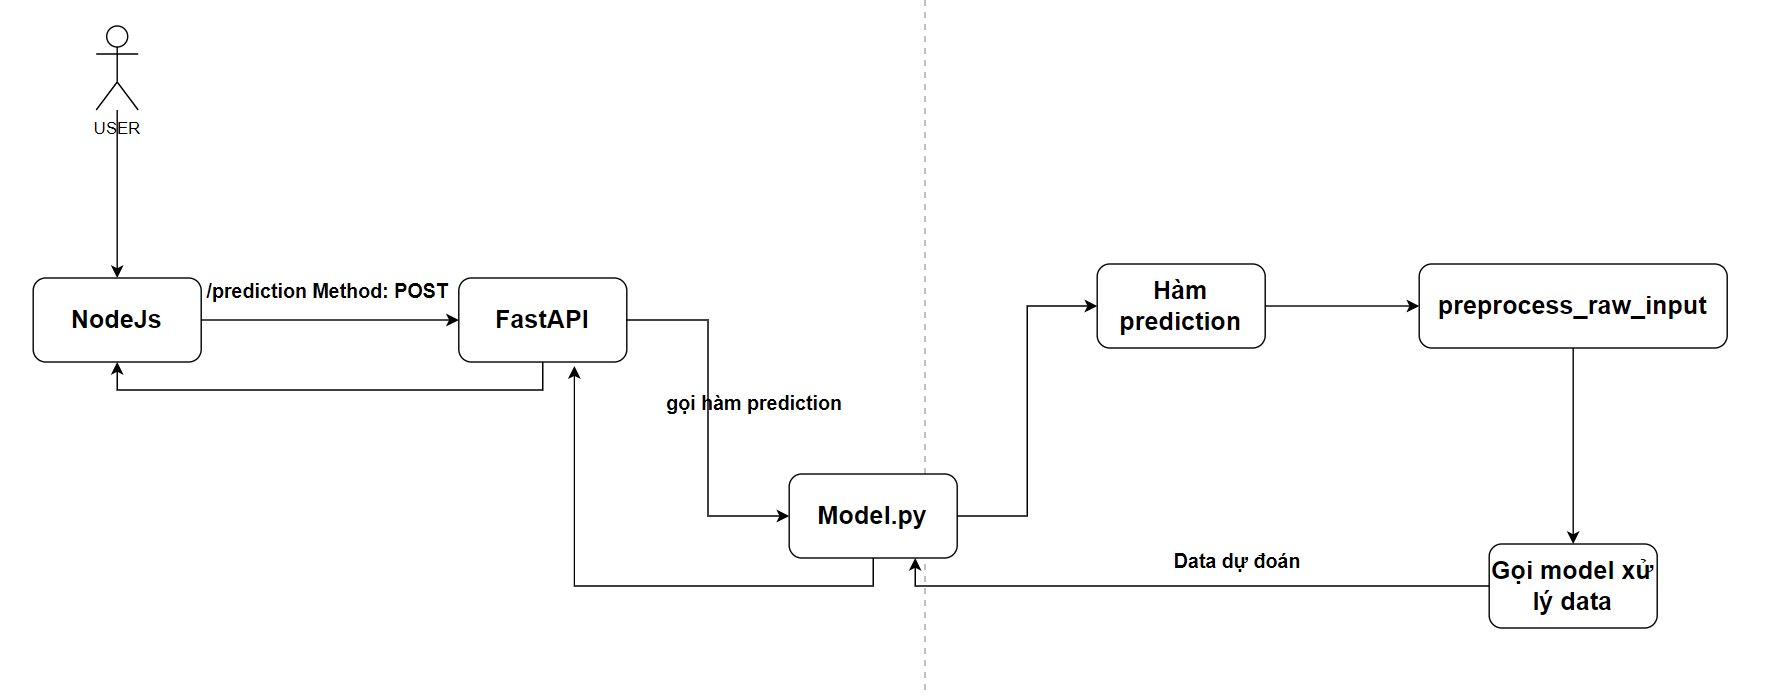 USER
NodeJs
/prediction Method: POST
FastAPI
gọi hàm prediction
Model.py
Hàm
prediction
preprocess_raw_input
Gọi model xử
lý data
Data dự đoán